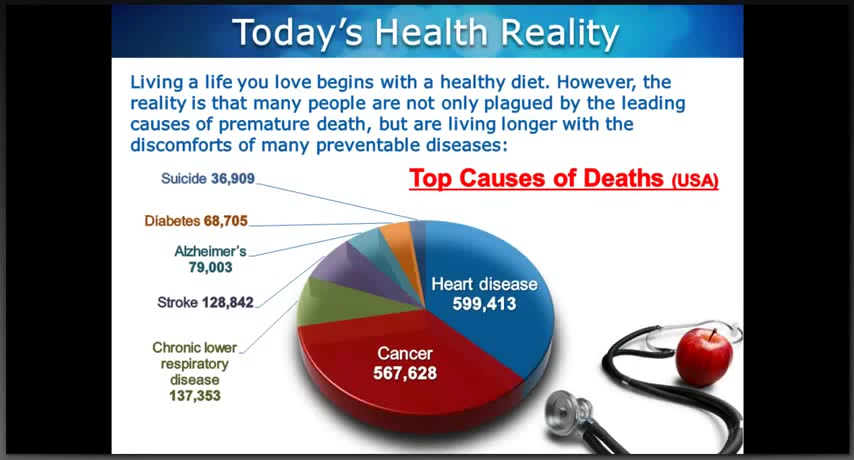 Today's Health Reality
Living a life you love begins with a healthy diet. However, the
reality is that many people are not only plagued by the leading
causes of premature death, but are living longer with the
discomforts of many preventable diseases:
Top Causes of Deaths (USA)
Suicide 36,909
Diabetes 68,705
Alzheimer's
79,003
Stroke 128,842
Chronic lower
respiratory
disease
137,353
Heart disease
599,413
Cancer
567,628